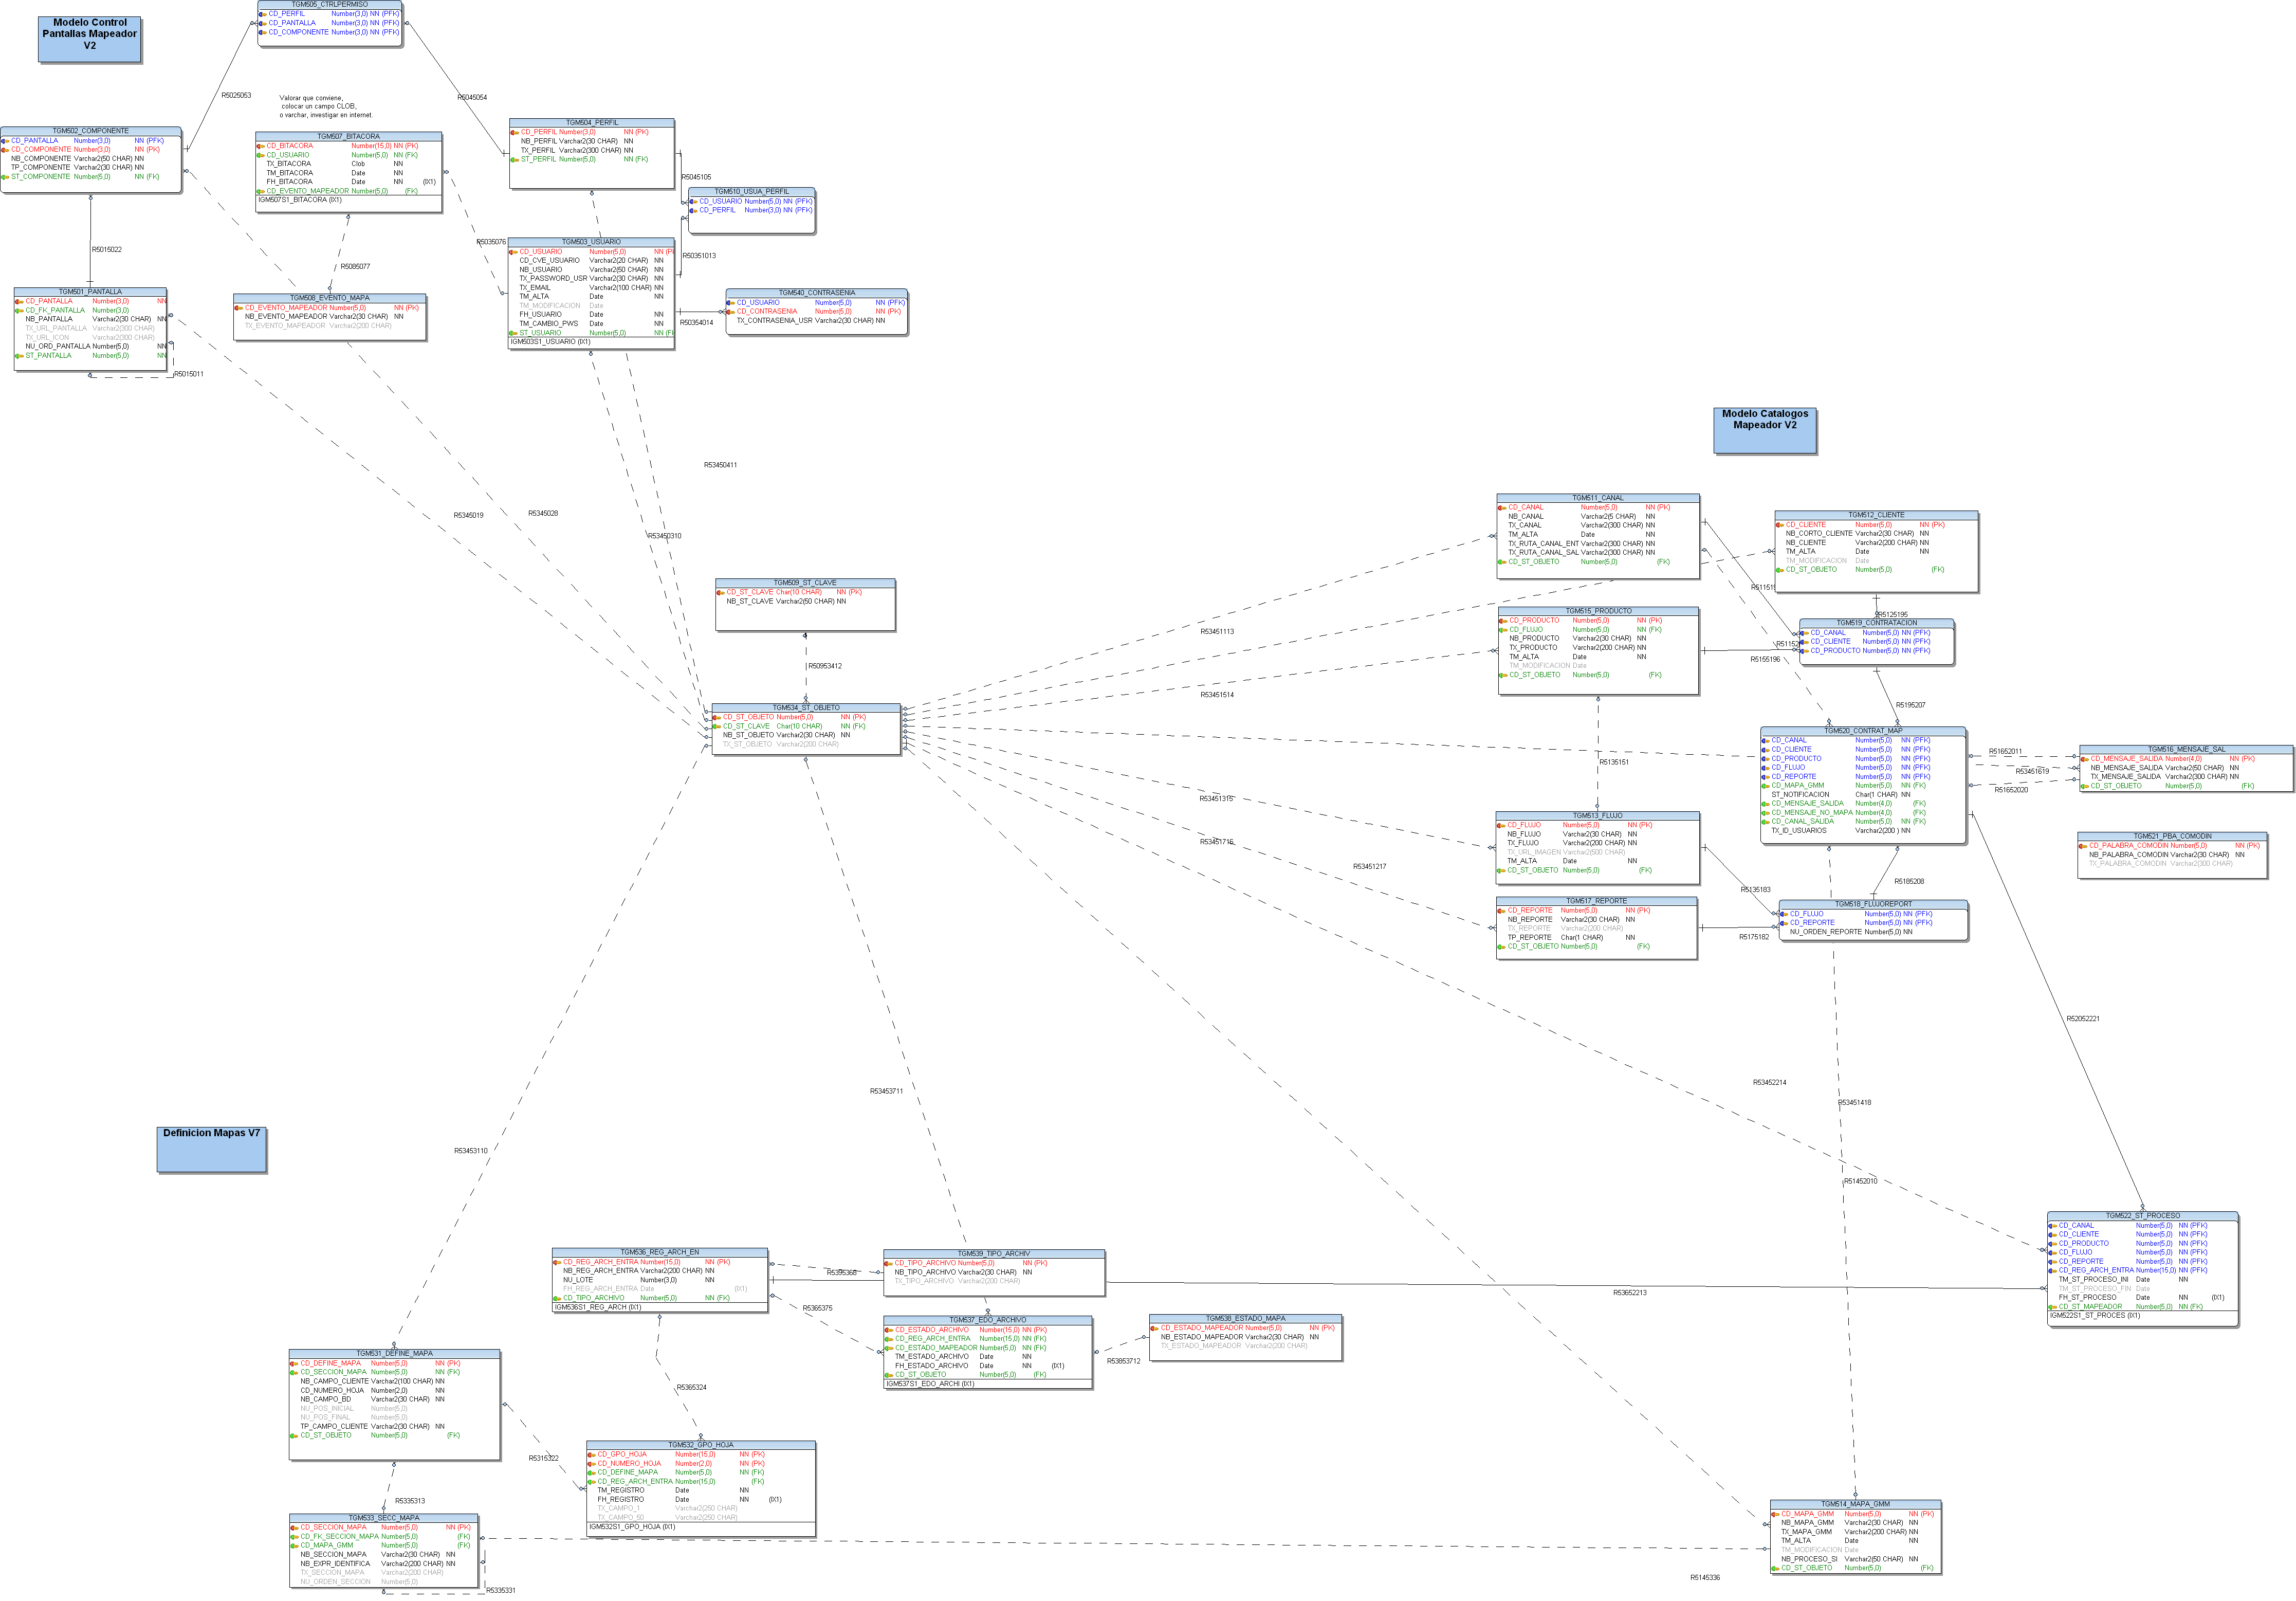 Modelo Control
Pantallas Mapeador
V2
TGM505_CTRLPERMISO
CD_PERFIL Number(3,0) NN (PFK)
CD_PANTALLA Number(3,0) NN (PFK)
CD_COMPONENTE Number(3,0) NN (PFK)
R5025053
R5045054
Valorar que conviene,
colocar un campo CLOB,
o varchar, investigar en internet.
TGM502_COMPONENTE
CD_PANTALLA Number(3,0) NN (PFK)
CD_COMPONENTE Number(3,0) NN (PK)
NB_COMPONENTE Varchar2(50 CHAR) NN
TP_COMPONENTE Varchar2(30 CHAR) NN
ST_COMPONENTE Number(5,0) NN (FK)
TGM507_BITACORA
CD_BITACORA Number(15,0) NN (PK)
CD_USUARIO Number(5,0) NN (FK)
TX_BITACORA Clob NN
TM_BITACORA Date NN
FH_BITACORA Date NN (IX1)
CD_EVENTO_MAPEADOR Number(5,0) (FK)
IGM507S1_BITACORA (IX1)
TGM504_PERFIL
CD_PERFIL Number(3,0) NN (PK)
NB_PERFIL Varchar2(30 CHAR) NN
TX_PERFIL Varchar2(300 CHAR) NN
ST_PERFIL Number(5,0) NN (FK)
R5045105
TGM510_USUA_PERFIL
CD_USUARIO Number(5,0) NN (PFK)
CD_PERFIL Number(3,0) NN (PFK)
R5015022
R5085077
R5035076
TGM503_USUARIO
CD_USUARIO Number(5,0) NN (P
CD_CVE_USUARIO Varchar2(20 CHAR) NN
NB_USUARIO Varchar2(50 CHAR) NN
TX_PASSWORD_USR Varchar2(30 CHAR) NN
TX_EMAIL Varchar2(100 CHAR) NN
TM_ALTA Date NN
TM_MODIFICACION Date
FH_USUARIO Date NN
TM_CAMBIO_PWS Date NN
ST_USUARIO Number(5,0) NN (F
IGM503S1_USUARIO (IX1)
R50351013
R50354014
TGM540_CONTRASENIA
CD_USUARIO Number(5,0) NN (PFK)
CD_CONTRASENIA Number(5,0) NN (PK)
TX_CONTRASENIA_USR Varchar2(30 CHAR) NN
TGM501_PANTALLA
CD_PANTALLA Number(3,0) NN
CD_FK_PANTALLA Number(3,0)
NB_PANTALLA Varchar2(30 CHAR) NN
TX_URL_PANTALLA Varchar2(300 CHAR)
TX_URL_ICON Varchar2(300 CHAR)
NU_ORD_PANTALLA Number(5,0) NN
ST_PANTALLA Number(5,0) NN
R5015011
TGM508_EVENTO_MAPA
CD_EVENTO_MAPEADOR Number(5,0) NN (PK)
NB_EVENTO_MAPEADOR Varchar2(30 CHAR) NN
TX_EVENTO_MAPEADOR Varchar2(200 CHAR)
Modelo Catalogos
Mapeador V2
R53450411
R5345019
R5345028
R53450310
TGM509_ST_CLAVE
CD_ST_CLAVE Char(10 CHAR) NN (PK)
NB_ST_CLAVE Varchar2(50 CHAR) NN
R50953412
TGM534_ST_OBJETO
CD_ST_OBJETO Number(5,0) NN (PK)
CD_ST_CLAVE Char(10 CHAR) NN (FK)
NB_ST_OBJETO Varchar2(30 CHAR) NN
TX_ST_OBJETO Varchar2(200 CHAR)
TGM511_CANAL
CD_CANAL Number(5,0) NN (PK)
NB_CANAL Varchar2(5 CHAR) NN
TX_CANAL Varchar2(300 CHAR) NN
TM_ALTA Date NN
TX_RUTA_CANAL_ENT Varchar2(300 CHAR) NN
TX_RUTA_CANAL_SAL Varchar2(300 CHAR) NN
CD_ST_OBJETO Number(5,0) (FK)
TGM512_CLIENTE
CD_CLIENTE Number(5,0) NN (PK)
NB_CORTO_CLIENTE Varchar2(30 CHAR) NN
NB_CLIENTE Varchar2(200 CHAR) NN
TM_ALTA Date NN
TM_MODIFICACION Date
CD_ST_OBJETO Number(5,0) (FK)
R511519
R5125195
R53451113
TGM515_PRODUCTO
CD_PRODUCTO Number(5,0) NN (PK)
CD_FLUJO Number(5,0) NN (FK)
NB_PRODUCTO Varchar2(30 CHAR) NN
TX_PRODUCTO Varchar2(200 CHAR) NN
TM_ALTA Date NN
TM_MODIFICACION Date
CD_ST_OBJETO Number(5,0) (FK)
TGM519_CONTRATACION
CD_CANAL Number(5,0) NN (PFK)
CD_CLIENTE Number(5,0) NN (PFK)
CD_PRODUCTO Number(5,0) NN (PFK)
R51152
R5155196
R53451514
R5195207
TGM520_CONTRAT_MAP
CD_CANAL Number(5,0) NN (PFK)
CD_CLIENTE Number(5,0) NN (PFK)
CD_PRODUCTO Number(5,0) NN (PFK)
CD_FLUJO Number(5,0) NN (PFK)
CD_REPORTE Number(5,0) NN (PFK)
CD_MAPA_GMM Number(5,0) NN (FK)
ST_NOTIFICACION Char(1 CHAR) NN
CD_MENSAJE_SALIDA Number(4,0) (FK)
CD_MENSAJE_NO_MAPA Number(4,0) (FK)
CD_CANAL_SALIDA Number(5,0) NN (FK)
TX_ID_USUARIOS Varchar2(200 ) NN
R51652011
R53451619
R51652020
TGM516_MENSAJE_SAL
CD_MENSAJE_SALIDA Number(4,0) NN (PK)
NB_MENSAJE_SALIDA Varchar2(50 CHAR) NN
TX_MENSAJE_SALIDA Varchar2(300 CHAR) NN
CD_ST_OBJETO Number(5,0) (FK)
R5135151
R53451315
TGM513_FLUJO
CD_FLUJO Number(5,0) NN (PK)
NB_FLUJO Varchar2(30 CHAR) NN
TX_FLUJO Varchar2(200 CHAR) NN
TX_URL_IMAGEN Varchar2(500 CHAR)
TM_ALTA Date NN
CD_ST_OBJETO Number(5,0) (FK)
TGM521_PBA_COMODIN
CD_PALABRA_COMODIN Number(5,0) NN (PK)
NB_PALABRA_COMODIN Varchar2(30 CHAR) NN
TX_PALABRA_COMODIN Varchar2(300 CHAR)
R53451716
R53451217
R5135183
R5185208
TGM517_REPORTE
CD_REPORTE Number(5,0) NN (PK)
NB_REPORTE Varchar2(30 CHAR) NN
TX_REPORTE Varchar2(200 CHAR)
TP_REPORTE Char(1 CHAR) NN
CD_ST_OBJETO Number(5,0) (FK)
TGM518_FLUJOREPORT
CD_FLUJO Number(5,0) NN (PFK)
CD_REPORTE Number(5,0) NN (PFK)
NU_ORDEN_REPORTE Number(5,0) NN
R5175182
R52052221
R53452214
R53453711
R53451418
Definicion Mapas V7
R53453110
R51452010
TGM522_ST_PROCESO
CD_CANAL Number(5,0) NN (PFK)
CD_CLIENTE Number(5,0) NN (PFK)
CD_PRODUCTO Number(5,0) NN (PFK)
CD_FLUJO Number(5,0) NN (PFK)
CD_REPORTE Number(5,0) NN (PFK)
CD_REG_ARCH_ENTRA Number(15,0) NN (PFK)
TM_ST_PROCESO_INI Date NN
TM_ST_PROCESO_FIN Date
FH_ST_PROCESO Date NN (IX1)
CD_ST_MAPEADOR Number(5,0) NN (FK)
IGM522S1_ST_PROCES (IX1)
TGM536_REG_ARCH_EN
CD_REG_ARCH_ENTRA Number(15,0) NN (PK)
NB_REG_ARCH_ENTRA Varchar2(200 CHAR) NN
NU_LOTE Number(3,0) NN
FH_REG_ARCH_ENTRA Date (IX1)
CD_TIPO_ARCHIVO Number(5,0) NN (FK)
IGM536S1_REG_ARCH (IX1)
R5395368
TGM539_TIPO_ARCHIV
CD_TIPO_ARCHIVO Number(5,0) NN (PK)
NB_TIPO_ARCHIVO Varchar2(30 CHAR) NN
TX_TIPO_ARCHIVO Varchar2(200 CHAR)
R53652213
R5365375
TGM537_EDO_ARCHIVO
CD_ESTADO_ARCHIVO Number(15,0) NN (PK)
CD_REG_ARCH_ENTRA Number(15,0) NN (FK)
CD_ESTADO_MAPEADOR Number(5,0) NN (FK)
TM_ESTADO_ARCHIVO Date NN
FH_ESTADO_ARCHIVO Date NN (IX1)
CD_ST_OBJETO Number(5,0) (FK)
IGM537S1_EDO_ARCHI (IX1)
R53853712
TGM538_ESTADO_MAPA
CD_ESTADO_MAPEADOR Number(5,0) NN (PK)
NB_ESTADO_MAPEADOR Varchar2(30 CHAR) NN
TX_ESTADO_MAPEADOR Varchar2(200 CHAR)
TGM531_DEFINE_MAPA
CD_DEFINE_MAPA Number(5,0) NN (PK)
CD_SECCION_MAPA Number(5,0) NN (FK)
NB_CAMPO_CLIENTE Varchar2(100 CHAR) NN
CD_NUMERO_HOJA Number(2,0) NN
NB_CAMPO_BD Varchar2(30 CHAR) NN
NU_POS_INICIAL Number(5,0)
NU_POS_FINAL Number(5,0)
TP_CAMPO_CLIENTE Varchar2(30 CHAR) NN
CD_ST_OBJETO Number(5,0) (FK)
R5365324
R5315322
TGM532_GPO_HOJA
CD_GPO_HOJA Number(15,0) NN (PK)
CD_NUMERO_HOJA Number(2,0) NN (PK)
CD_DEFINE_MAPA Number(5,0) NN (FK)
CD_REG_ARCH_ENTRA Number(15,0) (FK)
TM_REGISTRO Date NN
FH_REGISTRO Date NN (IX1)
TX_CAMPO_1 Varchar2(250 CHAR)
TX_CAMPO_50 Varchar2(250 CHAR)
IGM532S1_GPO_HOJA (IX1)
R5335313
TGM533_SECC_MAPA
CD_SECCION_MAPA Number(5,0) NN (PK)
CD_FK_SECCION_MAPA Number(5,0) (FK)
CD_MAPA_GMM Number(5,0) (FK)
NB_SECCION_MAPA Varchar2(30 CHAR) NN
NB_EXPR_IDENTIFICA Varchar2(200 CHAR) NN
TX_SECCION_MAPA Varchar2(200 CHAR)
NU_ORDEN_SECCION Number(5,0)
R5335331
R5145336
TGM514_MAPA_GMM
CD_MAPA_GMM Number(5,0) NN (PK)
NB_MAPA_GMM Varchar2(30 CHAR) NN
TX_MAPA_GMM Varchar2(200 CHAR) NN
TM_ALTA Date NN
TM_MODIFICACION Date
NB_PROCESO_SI Varchar2(50 CHAR) NN
CD_ST_OBJETO Number(5,0) (FK)